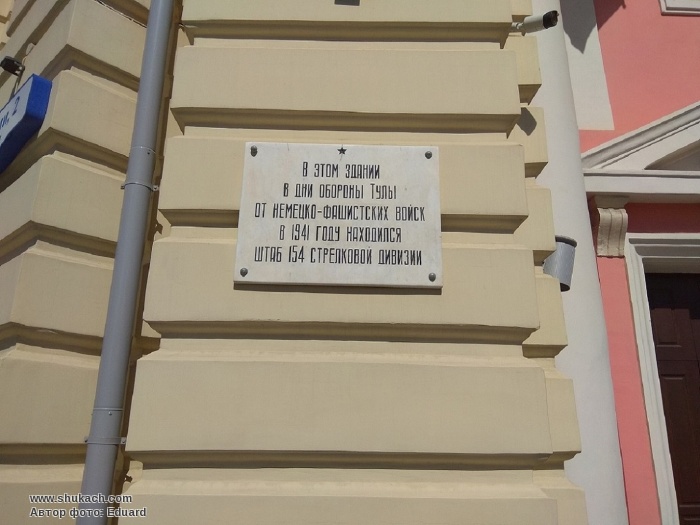 В ЭТОМ ЗДАНИИ
В ДНИ ОБОРОНЫ ТУЛЫ
ОТ НЕМЕЦКО-ФАШИСТСКИХ ВОЙСК
В 1941 ГОДУ НАХОДИЛСЯ
ШТАБ 154 СТРЕЛКОВОЙ ДИВИЗИИ
2
www.shukach.com
Автор фото: Eduard